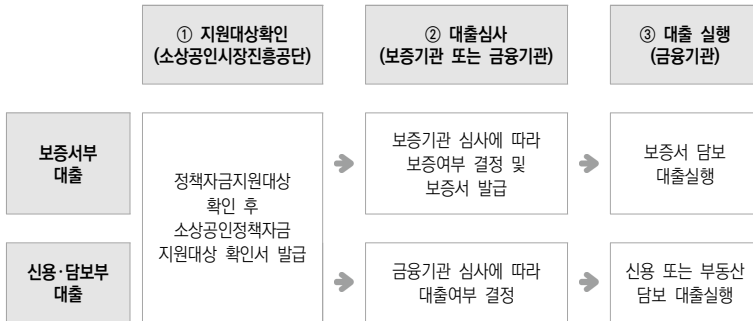 ① 지원대상확인
(소상공인시장진흥공단)
② 대출심사
(보증기관 또는 금융기관)
③ 대출 실행
(금융기관)
보증서부
대출
정책자금지원대상
확인 후
소상공인정책자금
지원대상 확인서 발급
보증기관 심사에 따라
보증여부 결정 및
보증서 발급
보증서 담보
대출실행
신용·담보부
대출
금융기관 심사에 따라
대출여부 결정
신용 또는 부동산
담보 대출실행